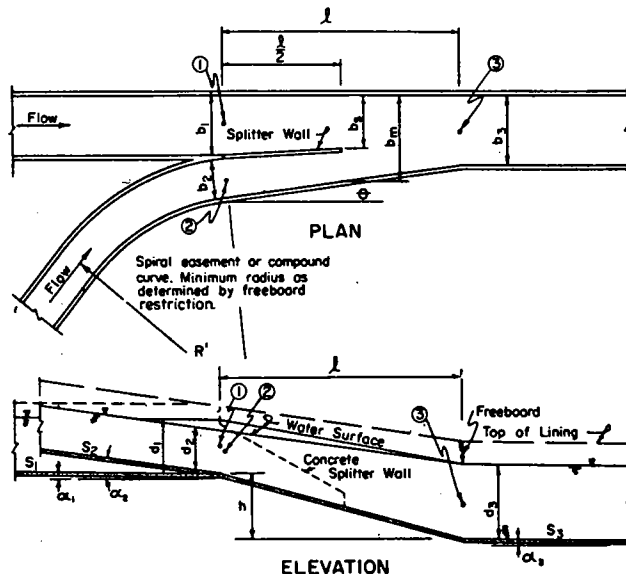 l
①
③
Flow
b₁
Splitter Wall
b₃
bₘ
b₃
b₂
②
θ
PLAN
Spiral easement or compound
curve. Minimum radius as
determined by freeboard
restriction.
Flow
R'
l
①
②
③
Freeboard
Top of Lining
Water Surface
S₁
S₂
d₁
d₂
Concrete
Splitter Wall
α₁
α₂
h
d₃
S₃
α₃
ELEVATION